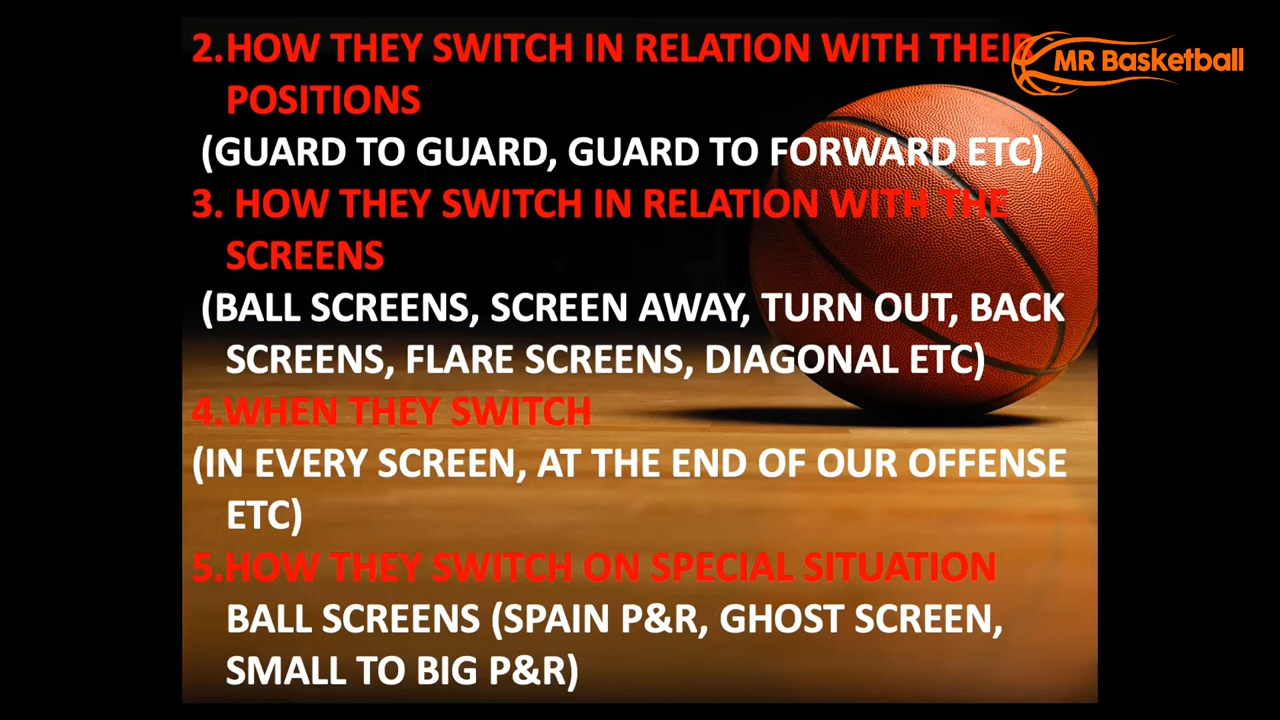 2.HOW THEY SWITCH IN RELATION WITH THEIR
MR Basketball
POSITIONS
(GUARD TO GUARD, GUARD TO FORWARD ETC)
3. HOW THEY SWITCH IN RELATION WITH THE
SCREENS
(BALL SCREENS, SCREEN AWAY, TURN OUT, BACK
SCREENS, FLARE SCREENS, DIAGONAL ETC)
4.WHEN THEY SWITCH
(IN EVERY SCREEN, AT THE END OF OUR OFFENSE
ETC)
5.HOW THEY SWITCH ON SPECIAL SITUATION
BALL SCREENS (SPAIN P&R, GHOST SCREEN,
SMALL TO BIG P&R)